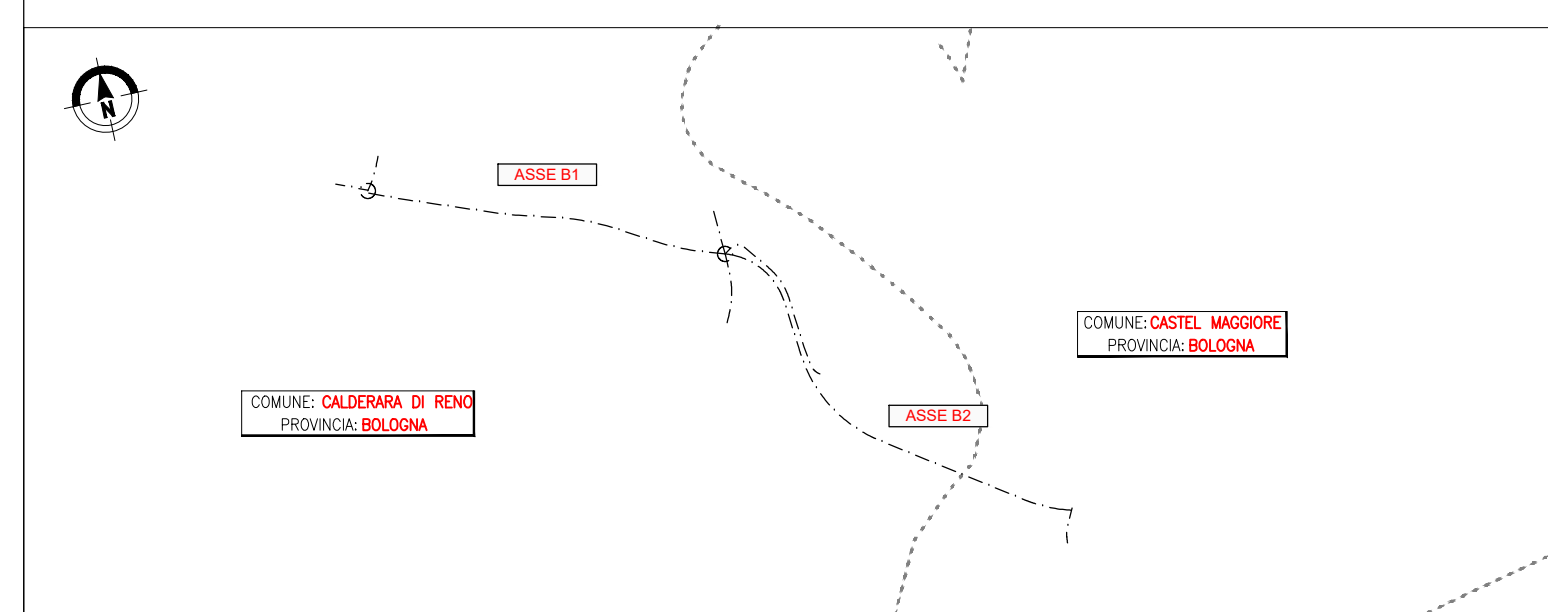 N
ASSE B1
COMUNE: CASTEL MAGGIORE
PROVINCIA: BOLOGNA
COMUNE: CALDERARA DI RENO
PROVINCIA: BOLOGNA
ASSE B2